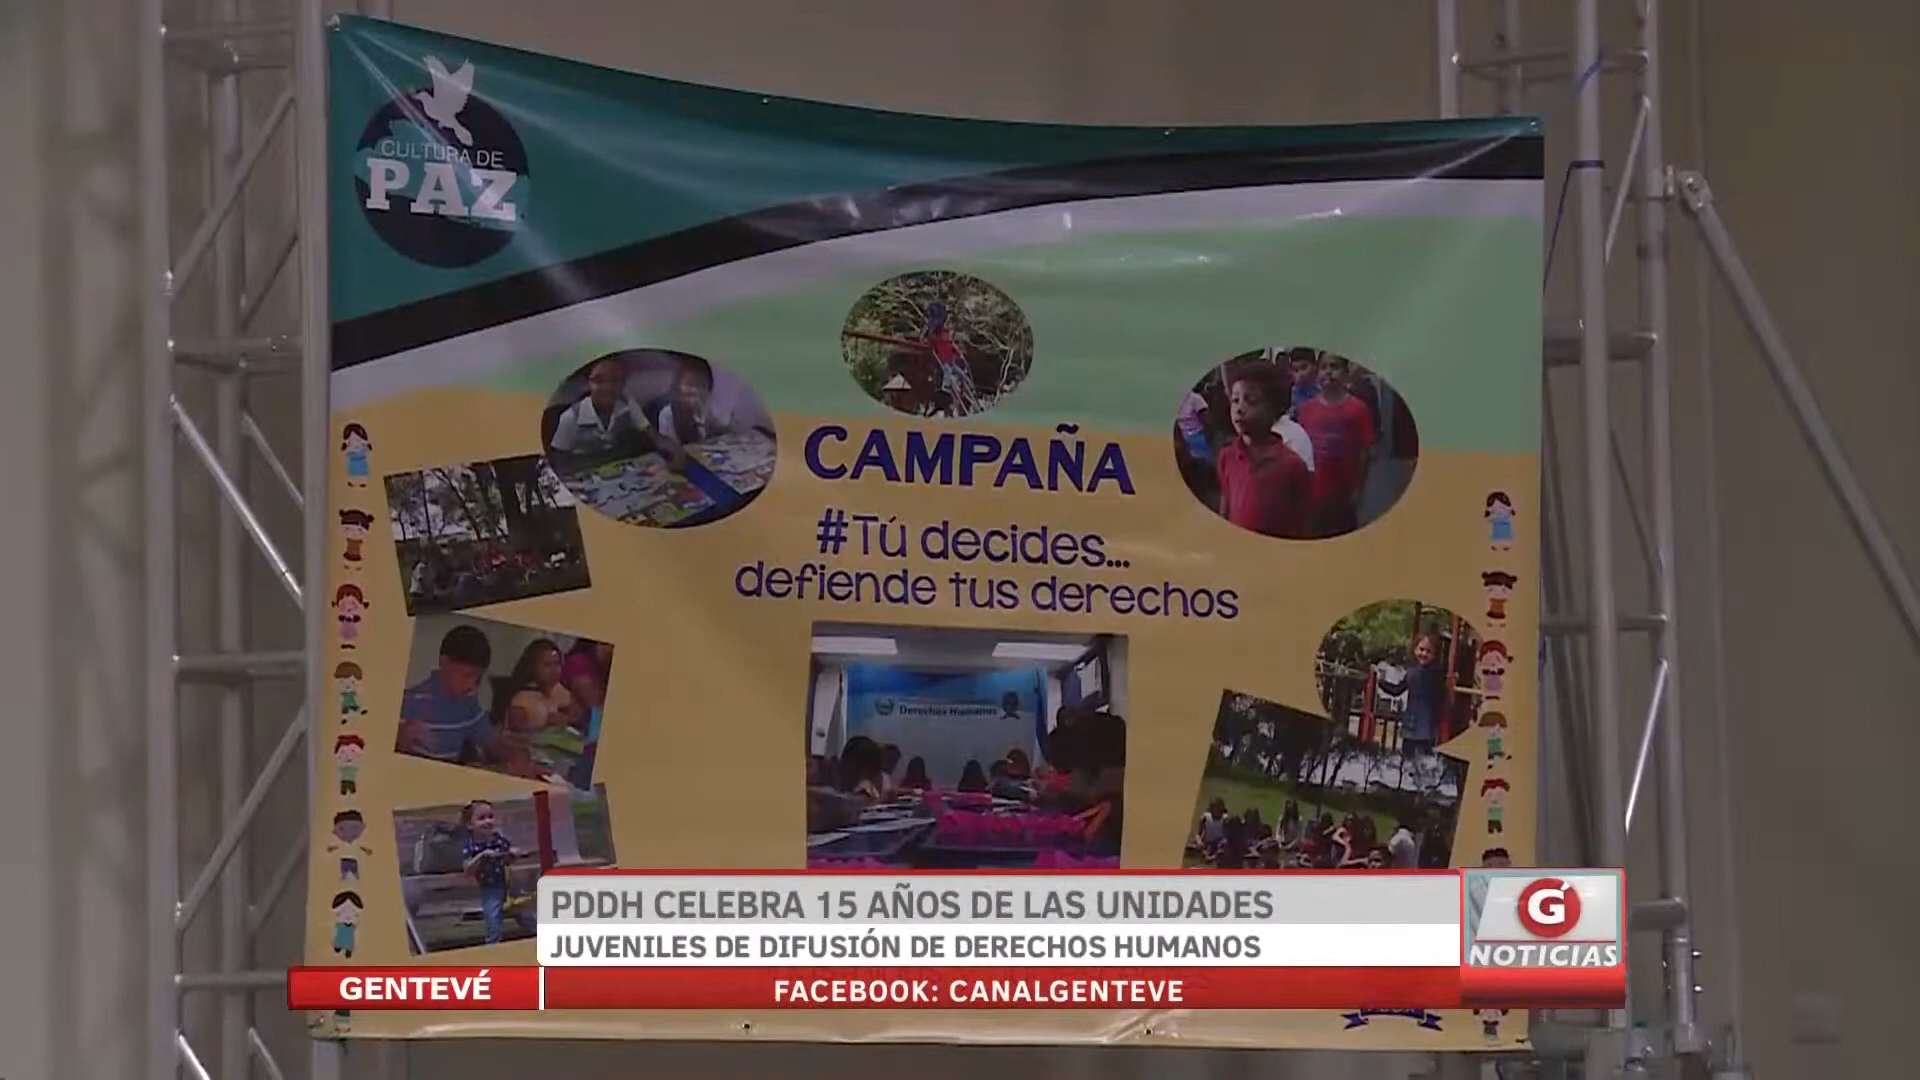 CULTURA DE
PAZ
CAMPAÑA
#Tú decides...
defiende tus derechos
Derechos Humanos
PDDH CELEBRA 15 AÑOS DE LAS UNIDADES
JUVENILES DE DIFUSIÓN DE DERECHOS HUMANOS
G
NOTICIAS
GENTEVÉ
FACEBOOK: CANALGENTEVE